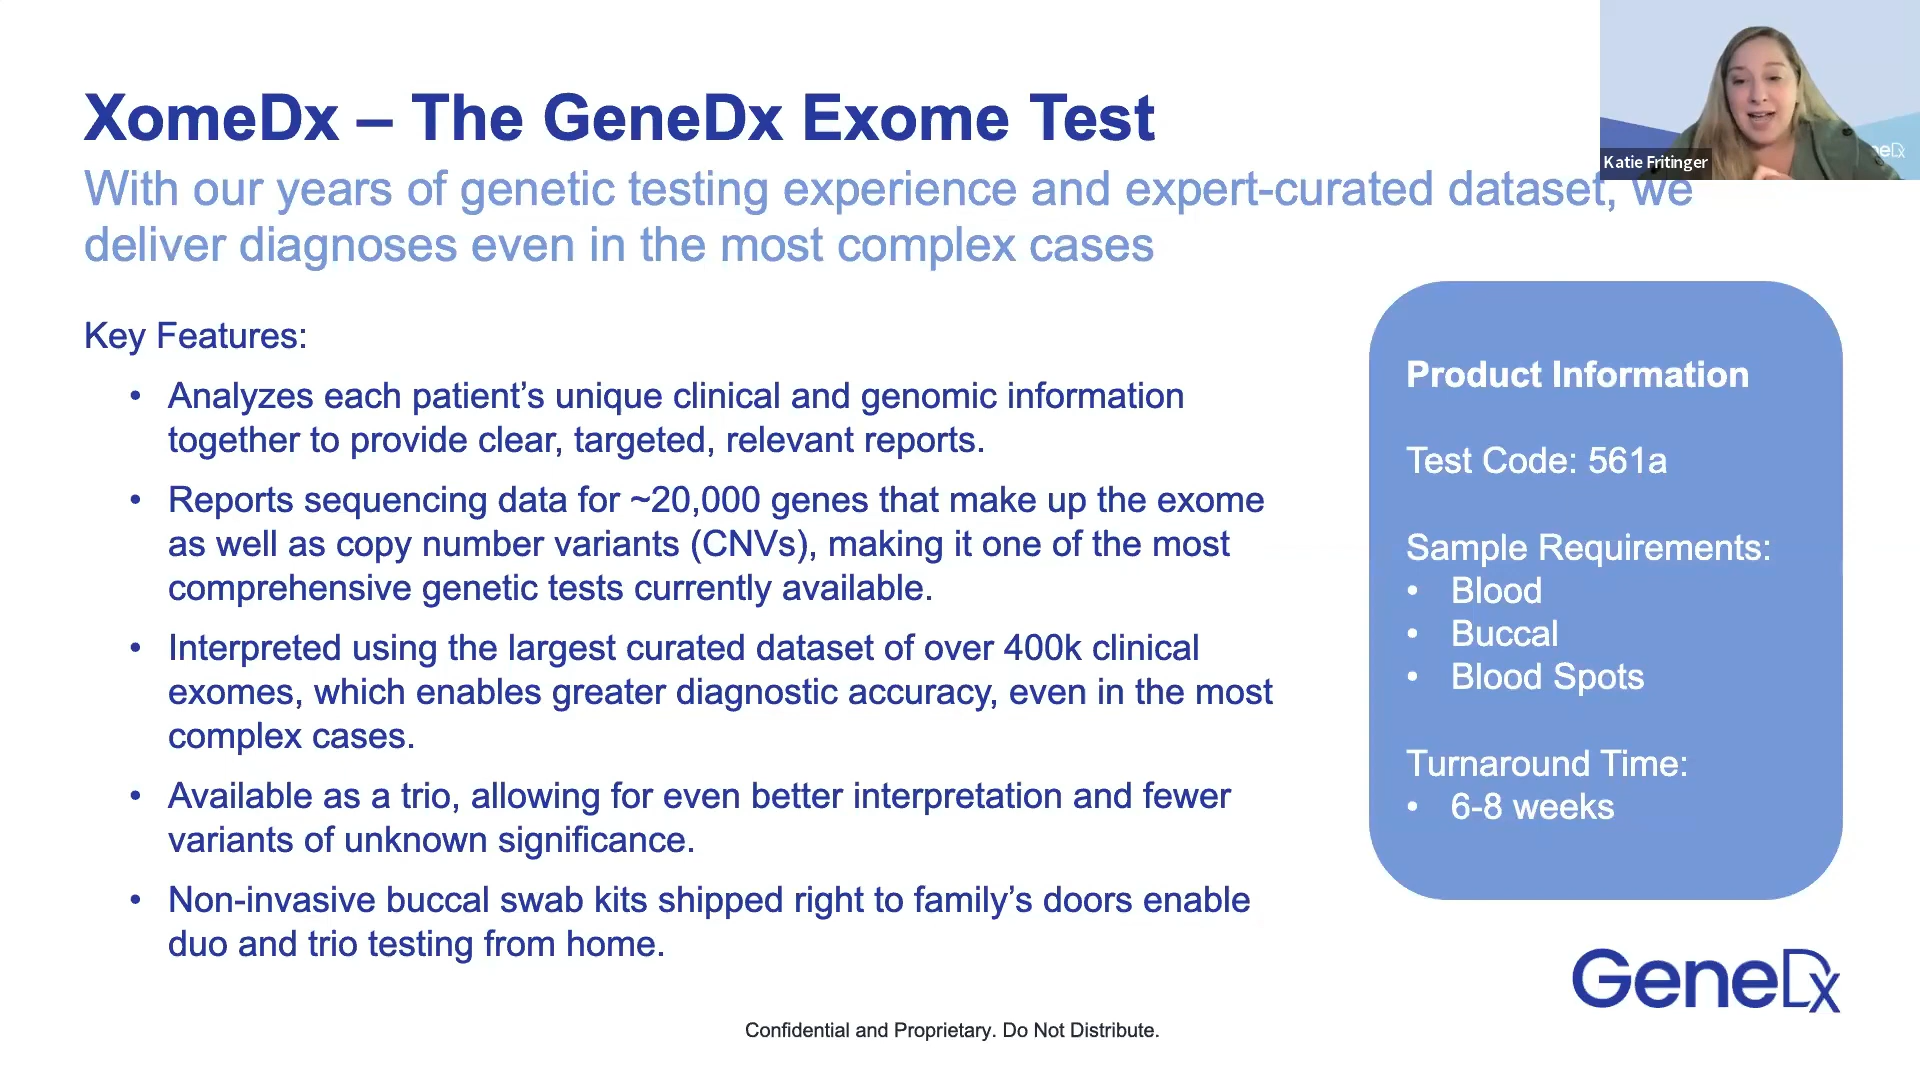 XomeDx – The GeneDx Exome Test
With our years of genetic testing experience and expert-curated dataset, we
deliver diagnoses even in the most complex cases
Katie Fritinger
Key Features:
• Analyzes each patient’s unique clinical and genomic information
together to provide clear, targeted, relevant reports.
• Reports sequencing data for ~20,000 genes that make up the exome
as well as copy number variants (CNVs), making it one of the most
comprehensive genetic tests currently available.
• Interpreted using the largest curated dataset of over 400k clinical
exomes, which enables greater diagnostic accuracy, even in the most
complex cases.
• Available as a trio, allowing for even better interpretation and fewer
variants of unknown significance.
• Non-invasive buccal swab kits shipped right to family’s doors enable
duo and trio testing from home.
Product Information
Test Code: 561a
Sample Requirements:
• Blood
• Buccal
• Blood Spots
Turnaround Time:
• 6-8 weeks
GeneDx
Confidential and Proprietary. Do Not Distribute.